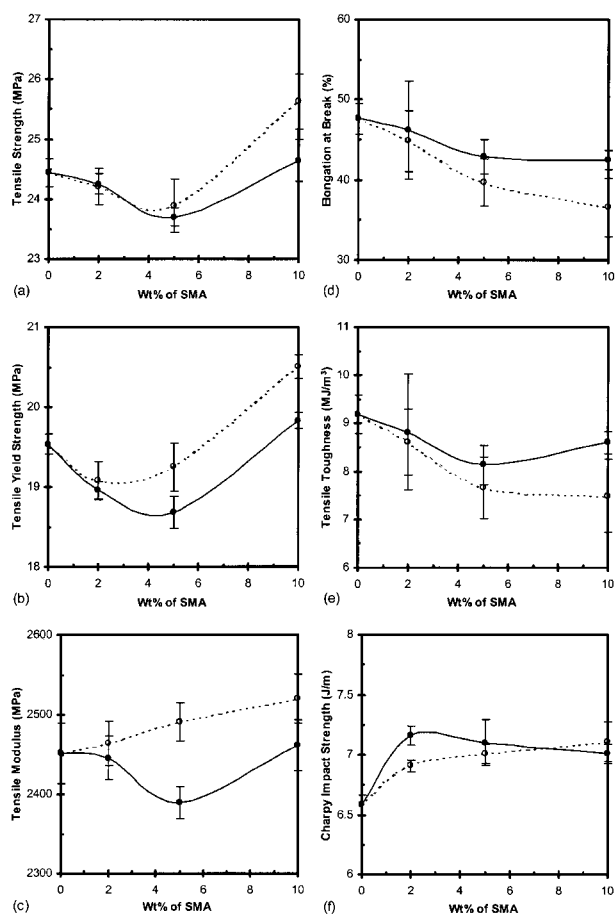 27
26
25
24
23
22
Tensile Strength (MPa)
0 2 4 6 8 10
(a) Wt% of SMA
60
50
40
30
Elongation at Break (%)
0 2 4 6 8 10
(d) Wt% of SMA
21
20
19
18
Tensile Yield Strength (MPa)
0 2 4 6 8 10
(b) Wt% of SMA
11
10
9
8
7
6
Tensile Toughness (MJ/m³)
0 2 4 6 8 10
(e) Wt% of SMA
2600
2500
2400
2300
Tensile Modulus (MPa)
0 2 4 6 8 10
(c) Wt% of SMA
8
7.5
7
6.5
6
Charpy Impact Strength (J/m)
0 2 4 6 8 10
(f) Wt% of SMA